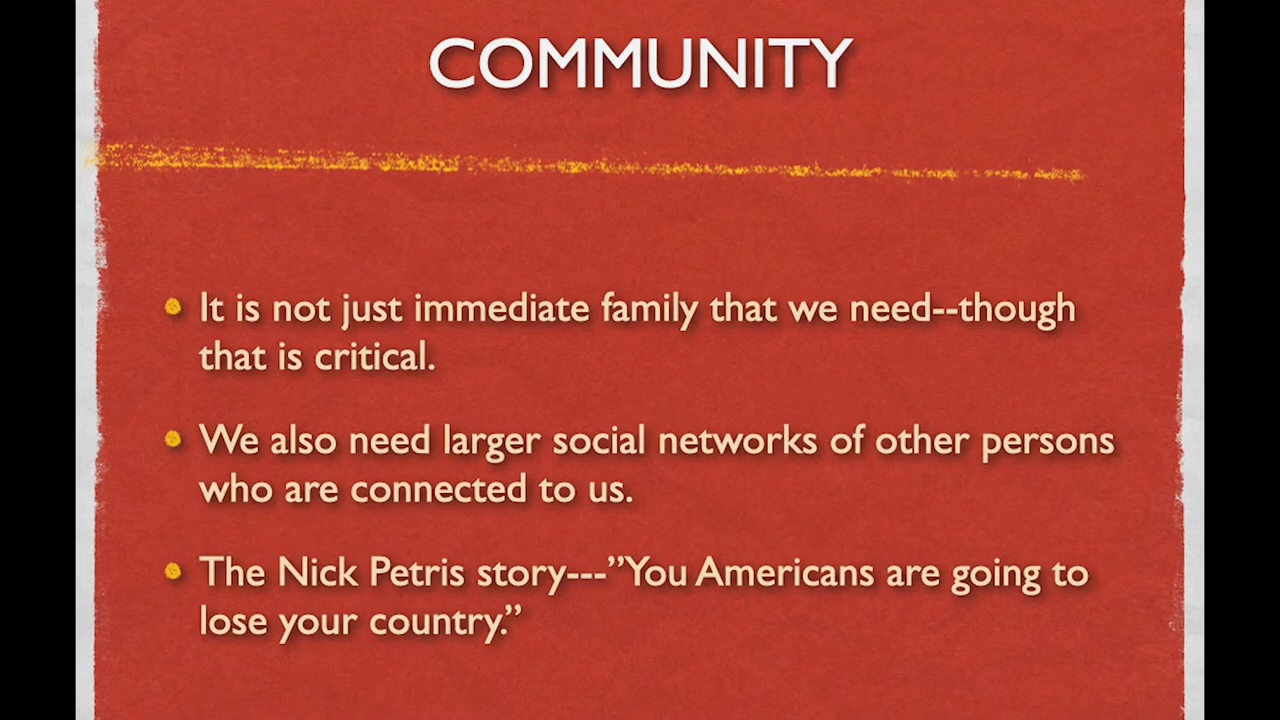 COMMUNITY
It is not just immediate family that we need--though
that is critical.
We also need larger social networks of other persons
who are connected to us.
The Nick Petris story---”You Americans are going to
lose your country.”